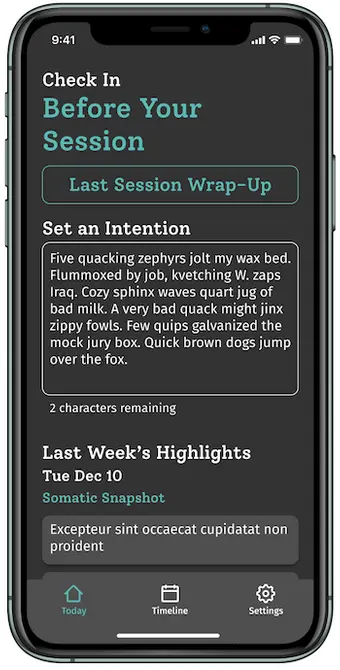 9:41
Check In
Before Your
Session
Last Session Wrap-Up
Set an Intention
Five quacking zephyrs jolt my wax bed.
Flummoxed by job, kvetching W. zaps
Iraq. Cozy sphinx waves quart jug of
bad milk. A very bad quack might jinx
zippy fowls. Few quips galvanized the
mock jury box. Quick brown dogs jump
over the fox.
2 characters remaining
Last Week's Highlights
Tue Dec 10
Somatic Snapshot
Excepteur sint occaecat cupidatat non
proident
Today
Timeline
Settings